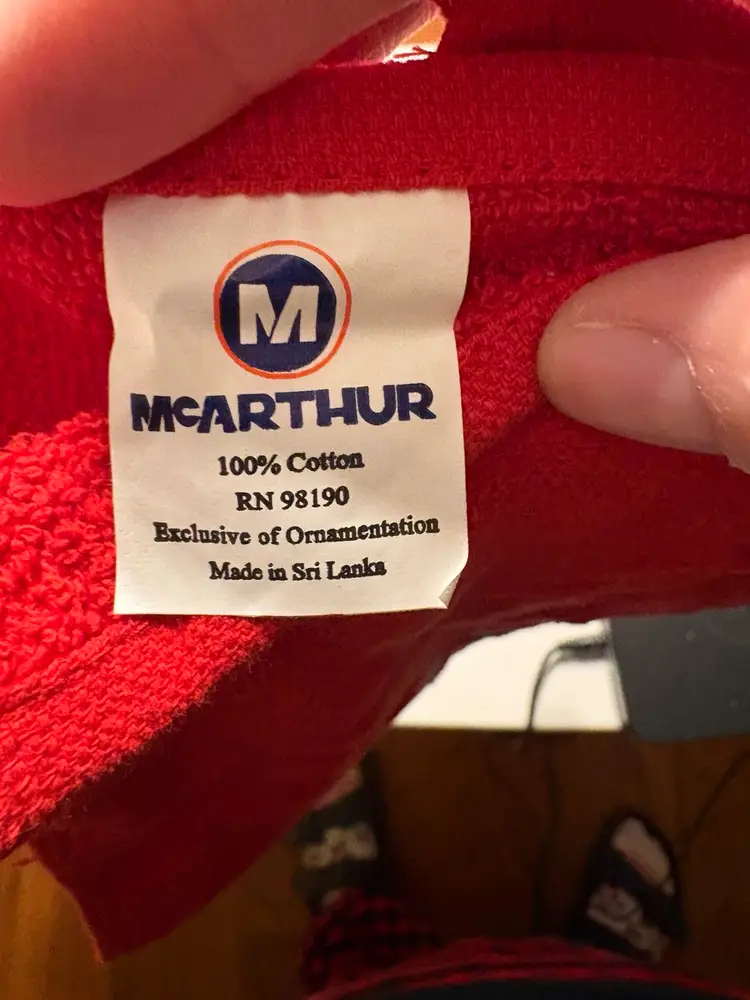 M
McARTHUR
100% Cotton
RN 98190
Exclusive of Ornamentation
Made in Sri Lanka